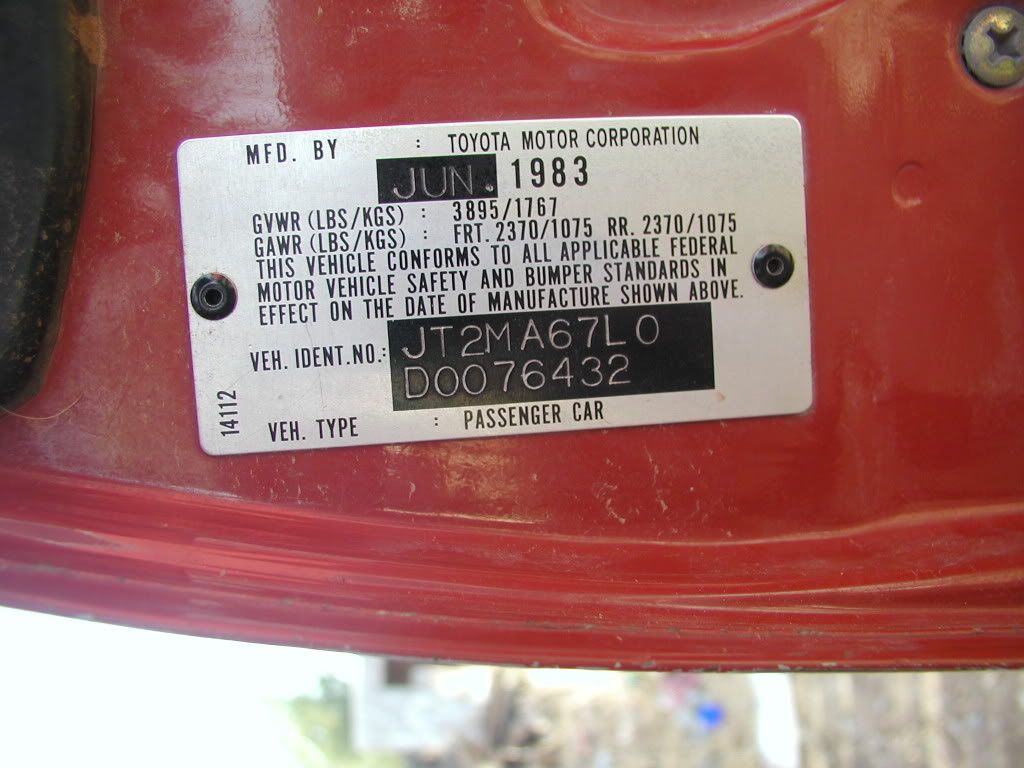 MFD. BY : TOYOTA MOTOR CORPORATION
JUN. 1983
GVWR (LBS/KGS) : 3895/1767
GAWR (LBS/KGS) : FRT. 2370/1075 RR. 2370/1075
THIS VEHICLE CONFORMS TO ALL APPLICABLE FEDERAL
MOTOR VEHICLE SAFETY AND BUMPER STANDARDS IN
EFFECT ON THE DATE OF MANUFACTURE SHOWN ABOVE.
VEH. IDENT.NO.: JT2MA67L0
D0076432
VEH. TYPE : PASSENGER CAR
14112